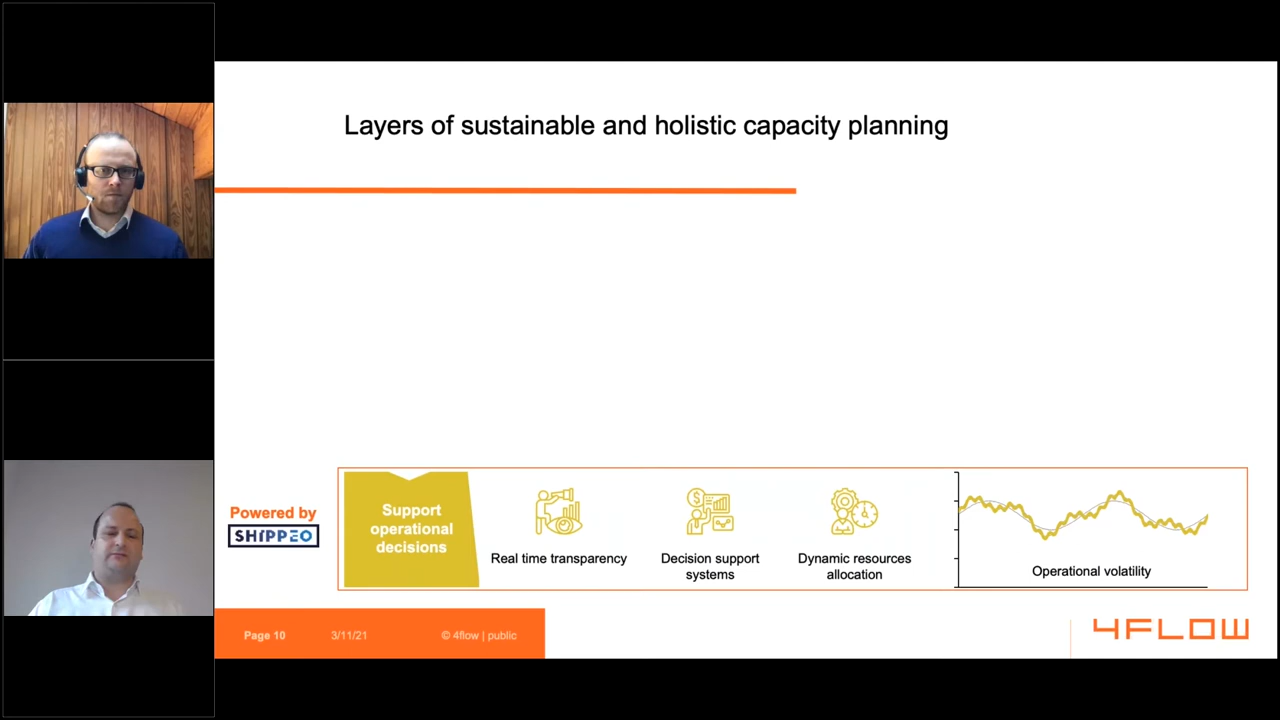 Layers of sustainable and holistic capacity planning
Powered by
SHIPPEO
Support
operational
decisions
Real time transparency
Decision support
systems
Dynamic resources
allocation
Operational volatility
Page 10
3/11/21
© 4flow | public
4FLOW